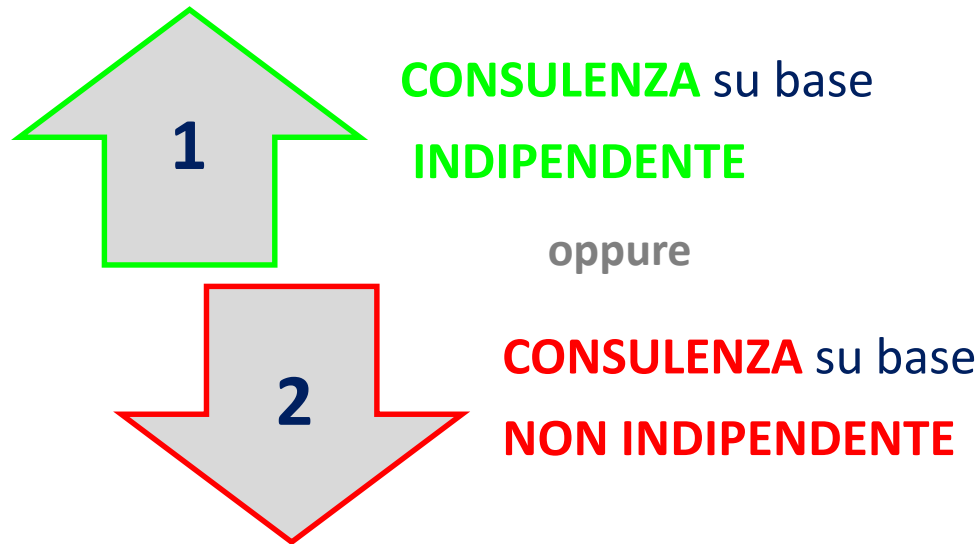 1
CONSULENZA su base
INDIPENDENTE
oppure
2
CONSULENZA su base
NON INDIPENDENTE